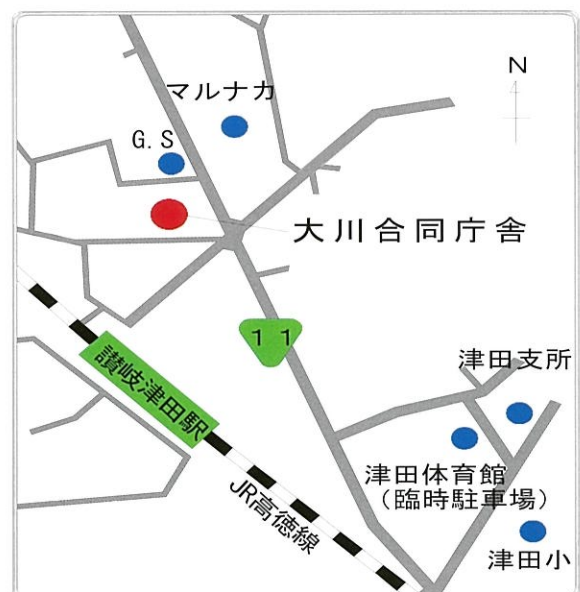 マルナカ
N
G.S
大川合同庁舎
11
讃岐津田駅
津田支所
津田体育館
(臨時駐車場)
JR高徳線
津田小